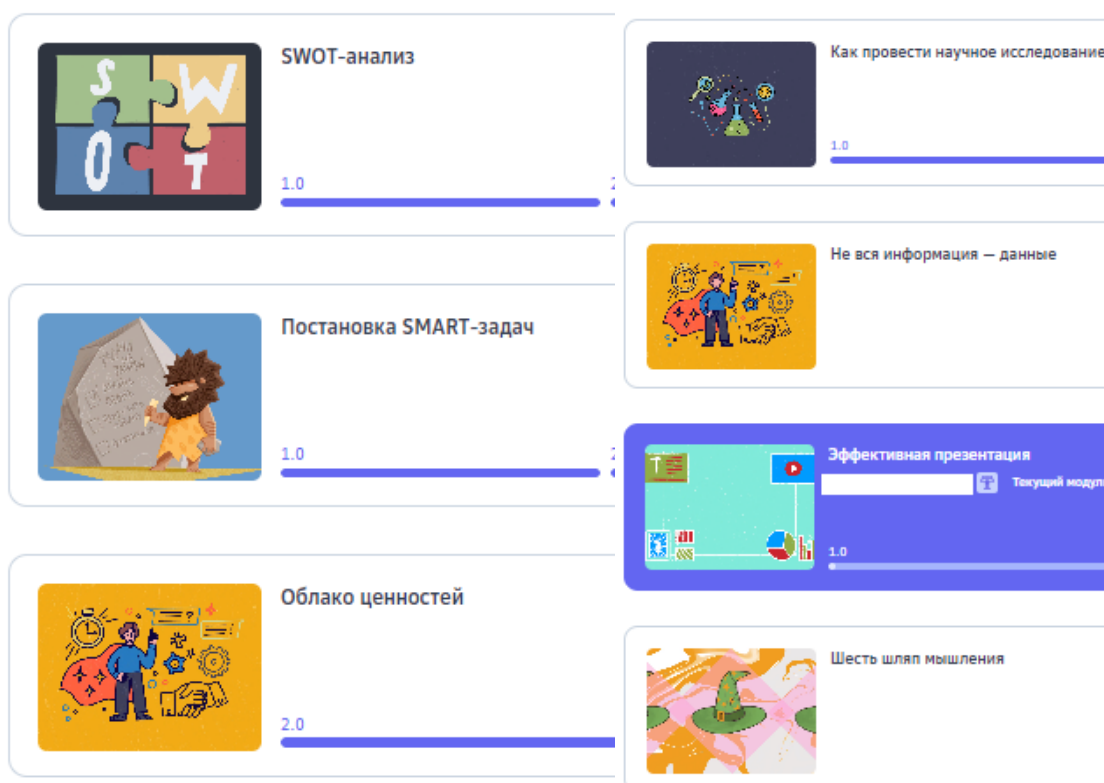 S W
O T
SWOT-анализ
1.0
Постановка SMART-задач
1.0
Облако ценностей
2.0
Как провести научное исследование
1.0
Не вся информация — данные
Эффективная презентация
Текущий
1.0
Шесть шляп мышления